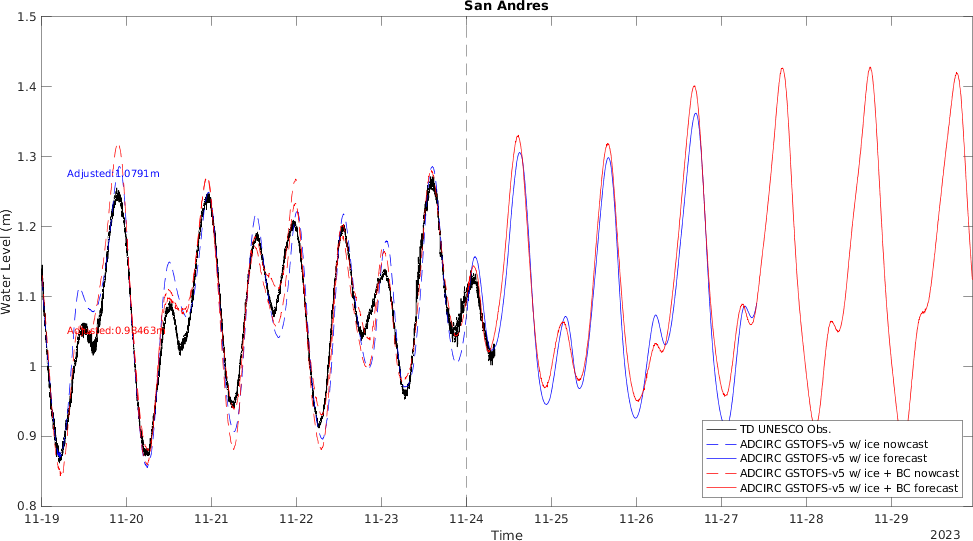 San Andres
1.5
1.4
1.3
1.2
1.1
1
0.9
0.8
Water Level (m)
Adjusted:1.0791m
Adjusted:0.98463m
TD UNESCO Obs.
ADCIRC GSTOFS-v5 w/ ice nowcast
ADCIRC GSTOFS-v5 w/ ice forecast
ADCIRC GSTOFS-v5 w/ ice + BC nowcast
ADCIRC GSTOFS-v5 w/ ice + BC forecast
11-19 11-20 11-21 11-22 11-23 11-24 11-25 11-26 11-27 11-28 11-29
Time
2023